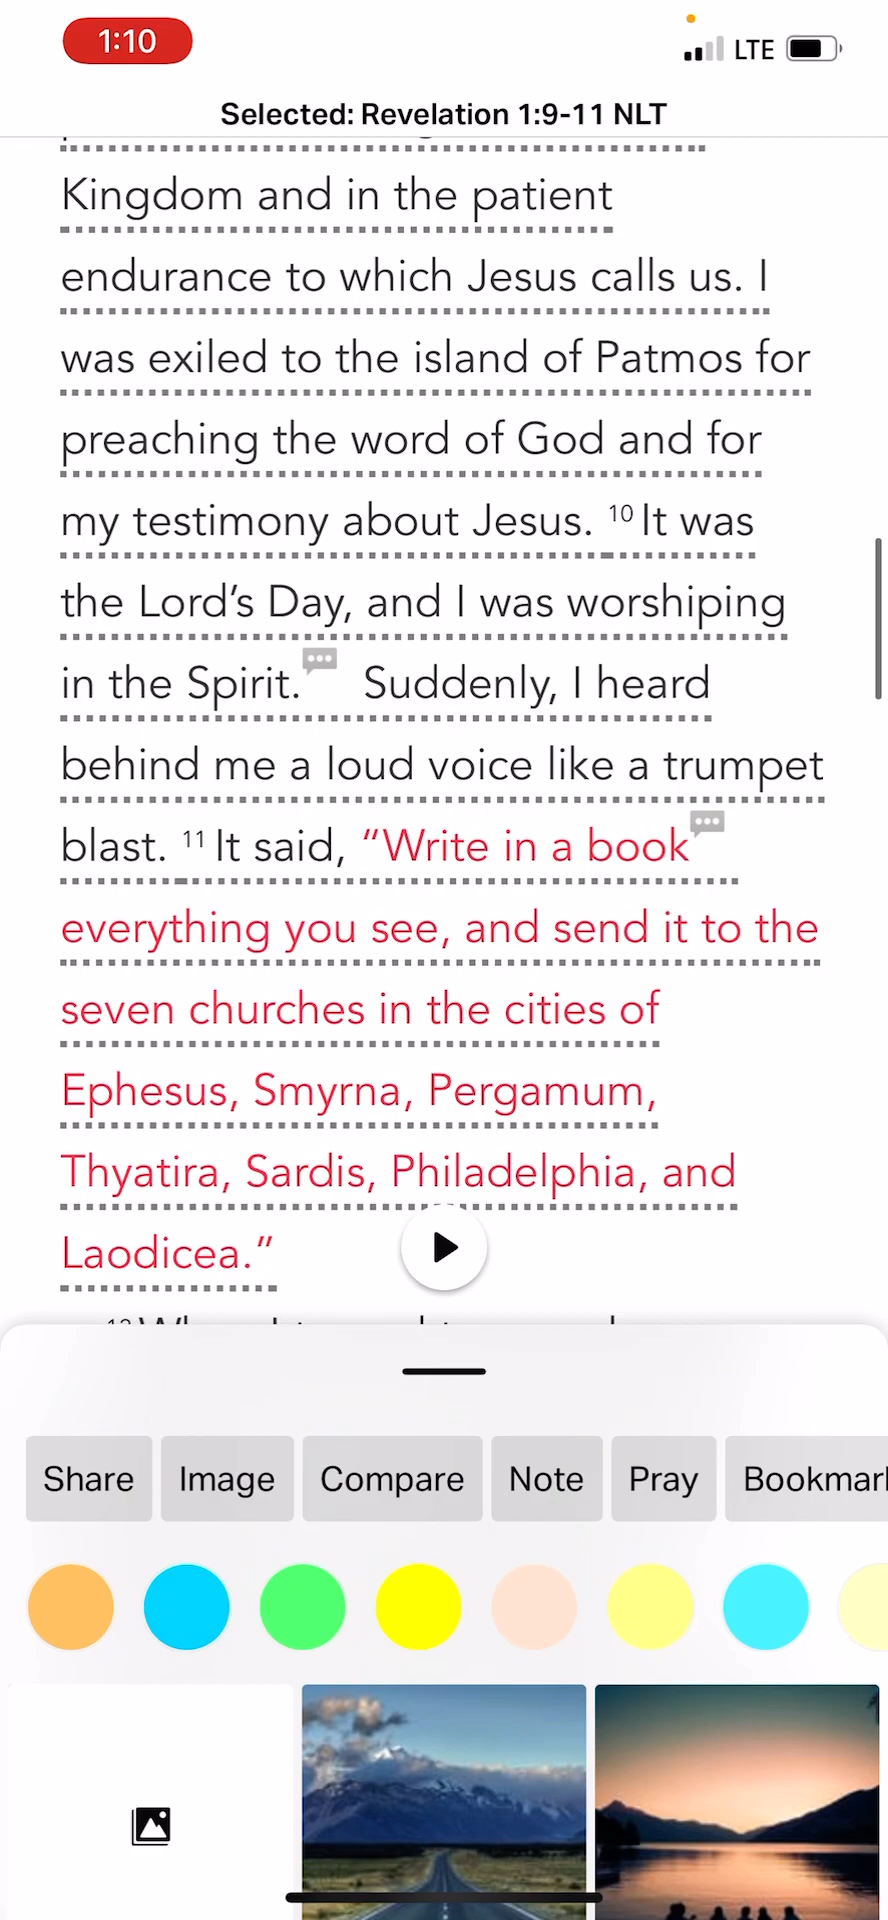 1:10
LTE
Selected: Revelation 1:9-11 NLT
Kingdom and in the patient
endurance to which Jesus calls us. I
was exiled to the island of Patmos for
preaching the word of God and for
my testimony about Jesus. 10 It was
the Lord’s Day, and I was worshiping
in the Spirit. Suddenly, I heard
behind me a loud voice like a trumpet
blast. 11 It said, “Write in a book
everything you see, and send it to the
seven churches in the cities of
Ephesus, Smyrna, Pergamum,
Thyatira, Sardis, Philadelphia, and
Laodicea.”
Share Image Compare Note Pray Bookmark